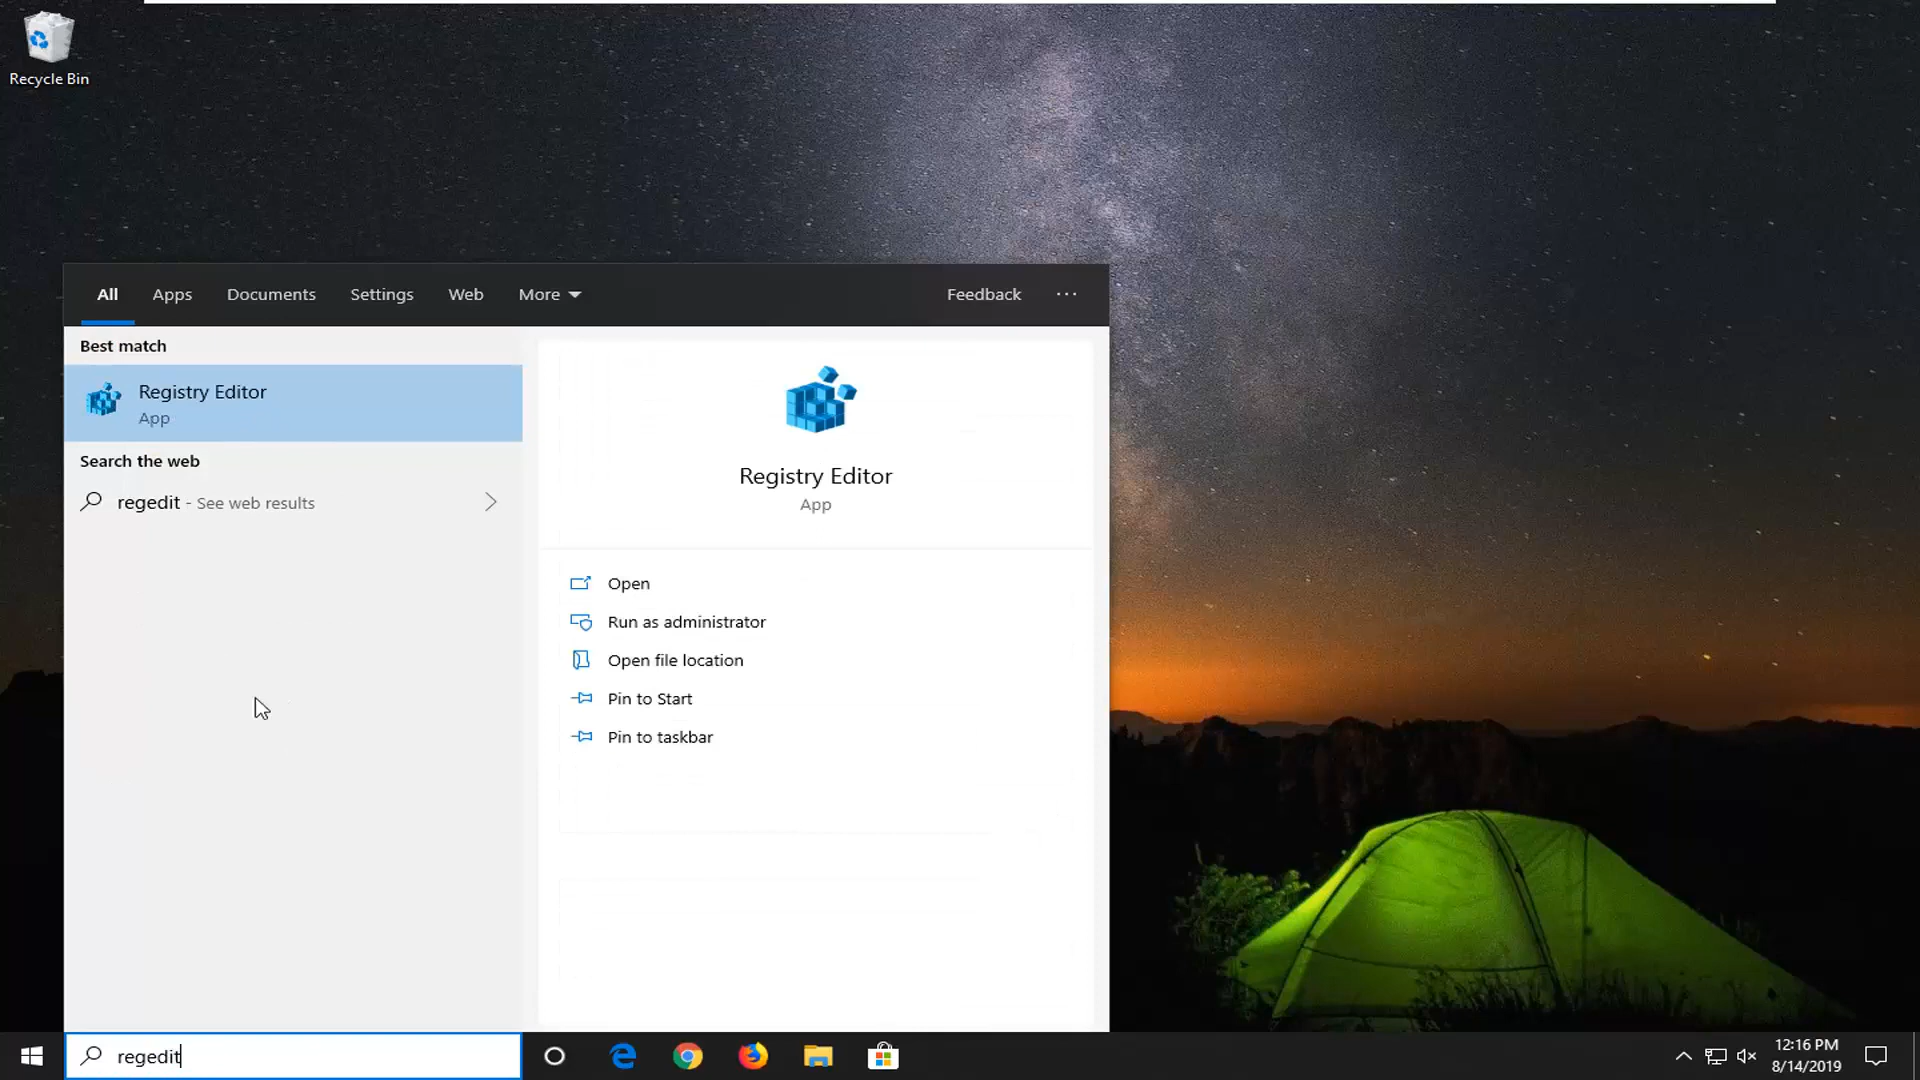 Recycle Bin
All Apps Documents Settings Web More Feedback ...
Best match
Registry Editor
App
Search the web
regedit - See web results
Registry Editor
App
Open
Run as administrator
Open file location
Pin to Start
Pin to taskbar
regedit
12:16 PM
8/14/2019